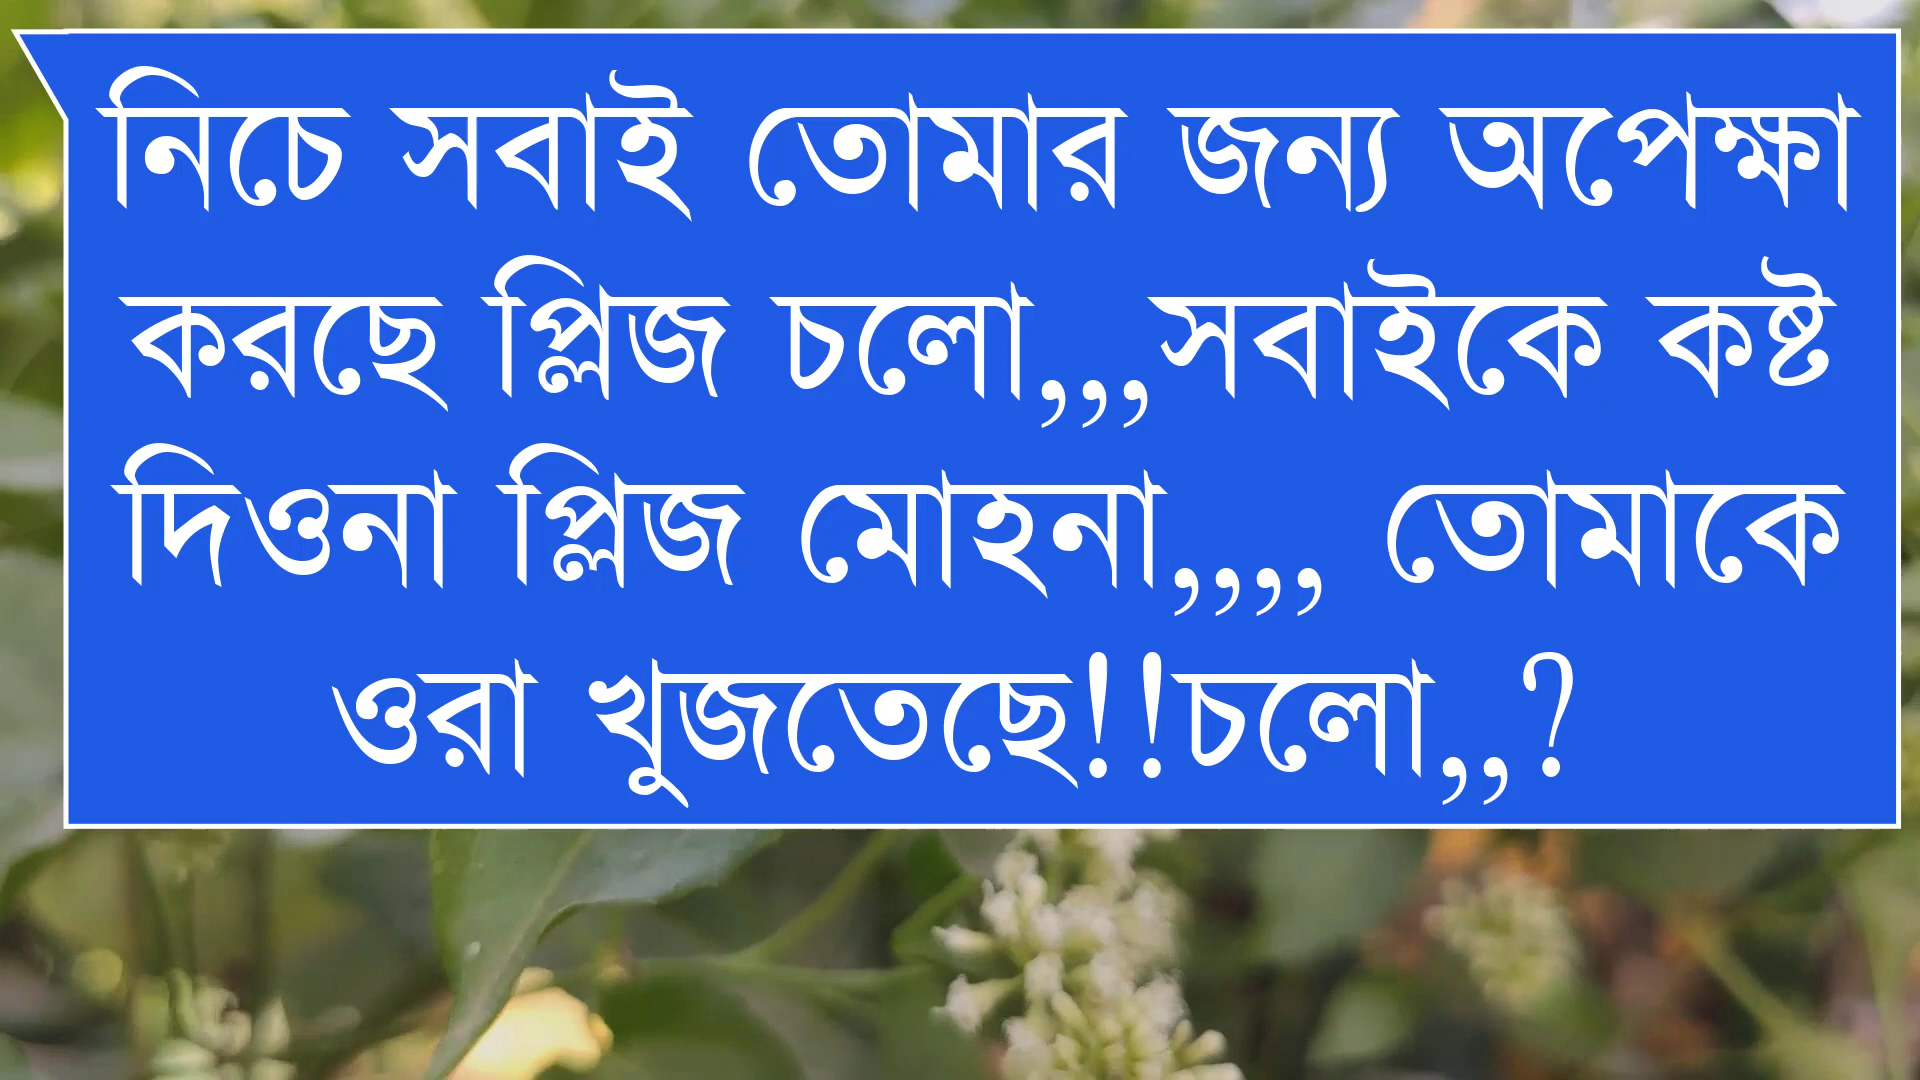 নিচে সবাই তোমার জন্য অপেক্ষা
করছে প্লিজ চলো,,,সবাইকে কষ্ট
দিওনা প্লিজ মোহনা,,,, তোমাকে
ওরা খুজতেছে!!চলো,,?